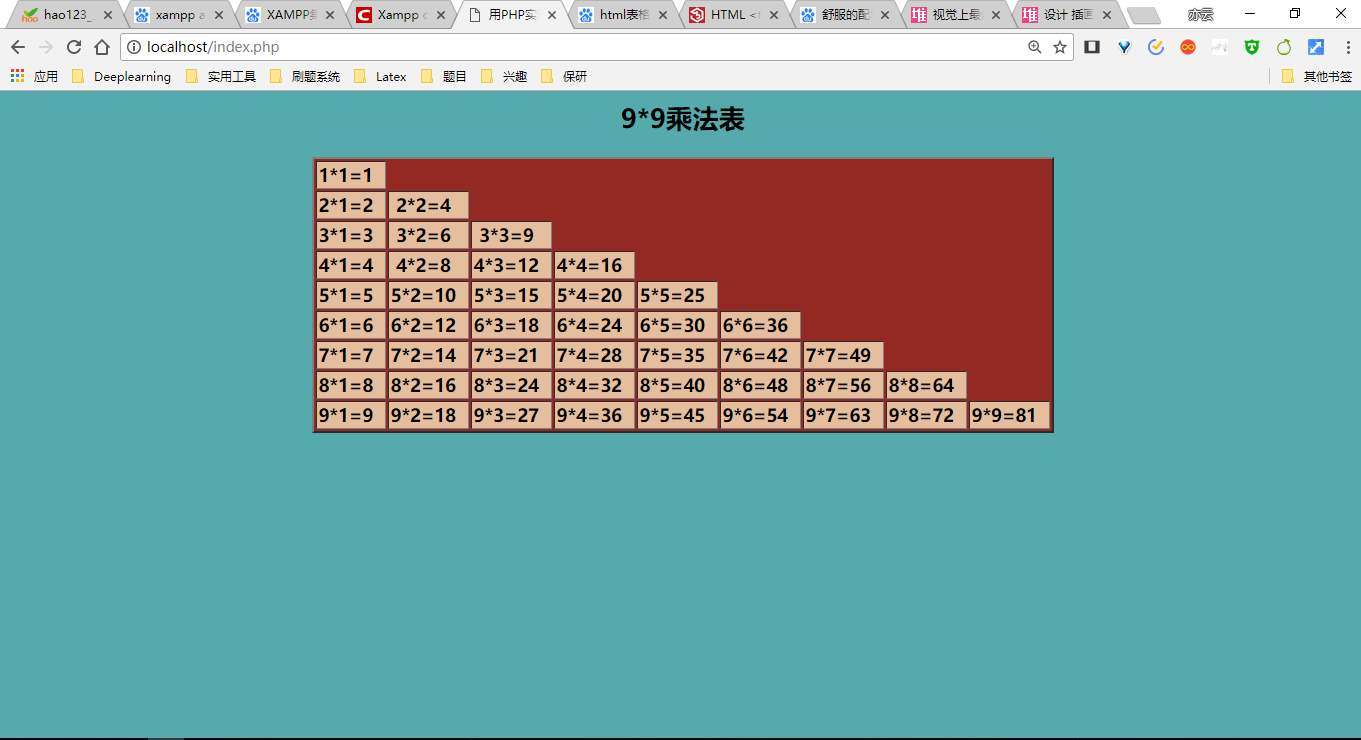 hao123_ xampp a XAMPP集 Xampp c 用PHP实 html表格 HTML <t 舒服的配 视觉上最 设计 插画 亦云
localhost/index.php
应用 Deeplearning 实用工具 刷题系统 Latex 题目 兴趣 保研 其他书签
9*9乘法表
1*1=1
2*1=2 2*2=4
3*1=3 3*2=6 3*3=9
4*1=4 4*2=8 4*3=12 4*4=16
5*1=5 5*2=10 5*3=15 5*4=20 5*5=25
6*1=6 6*2=12 6*3=18 6*4=24 6*5=30 6*6=36
7*1=7 7*2=14 7*3=21 7*4=28 7*5=35 7*6=42 7*7=49
8*1=8 8*2=16 8*3=24 8*4=32 8*5=40 8*6=48 8*7=56 8*8=64
9*1=9 9*2=18 9*3=27 9*4=36 9*5=45 9*6=54 9*7=63 9*8=72 9*9=81